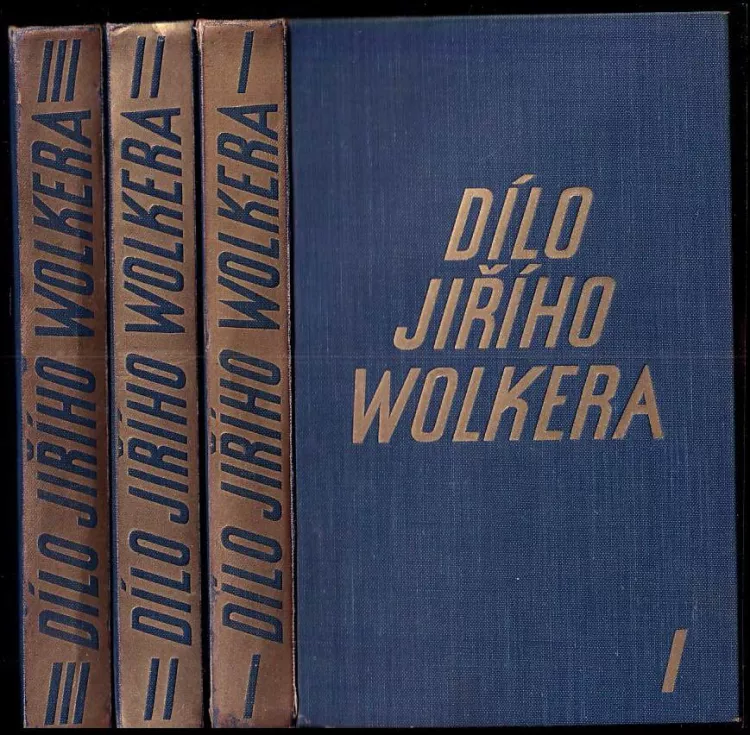 III DÍLO JIŘÍHO WOLKERA III
II DÍLO JIŘÍHO WOLKERA II
I DÍLO JIŘÍHO WOLKERA I
DÍLO
JIŘÍHO
WOLKERA
I